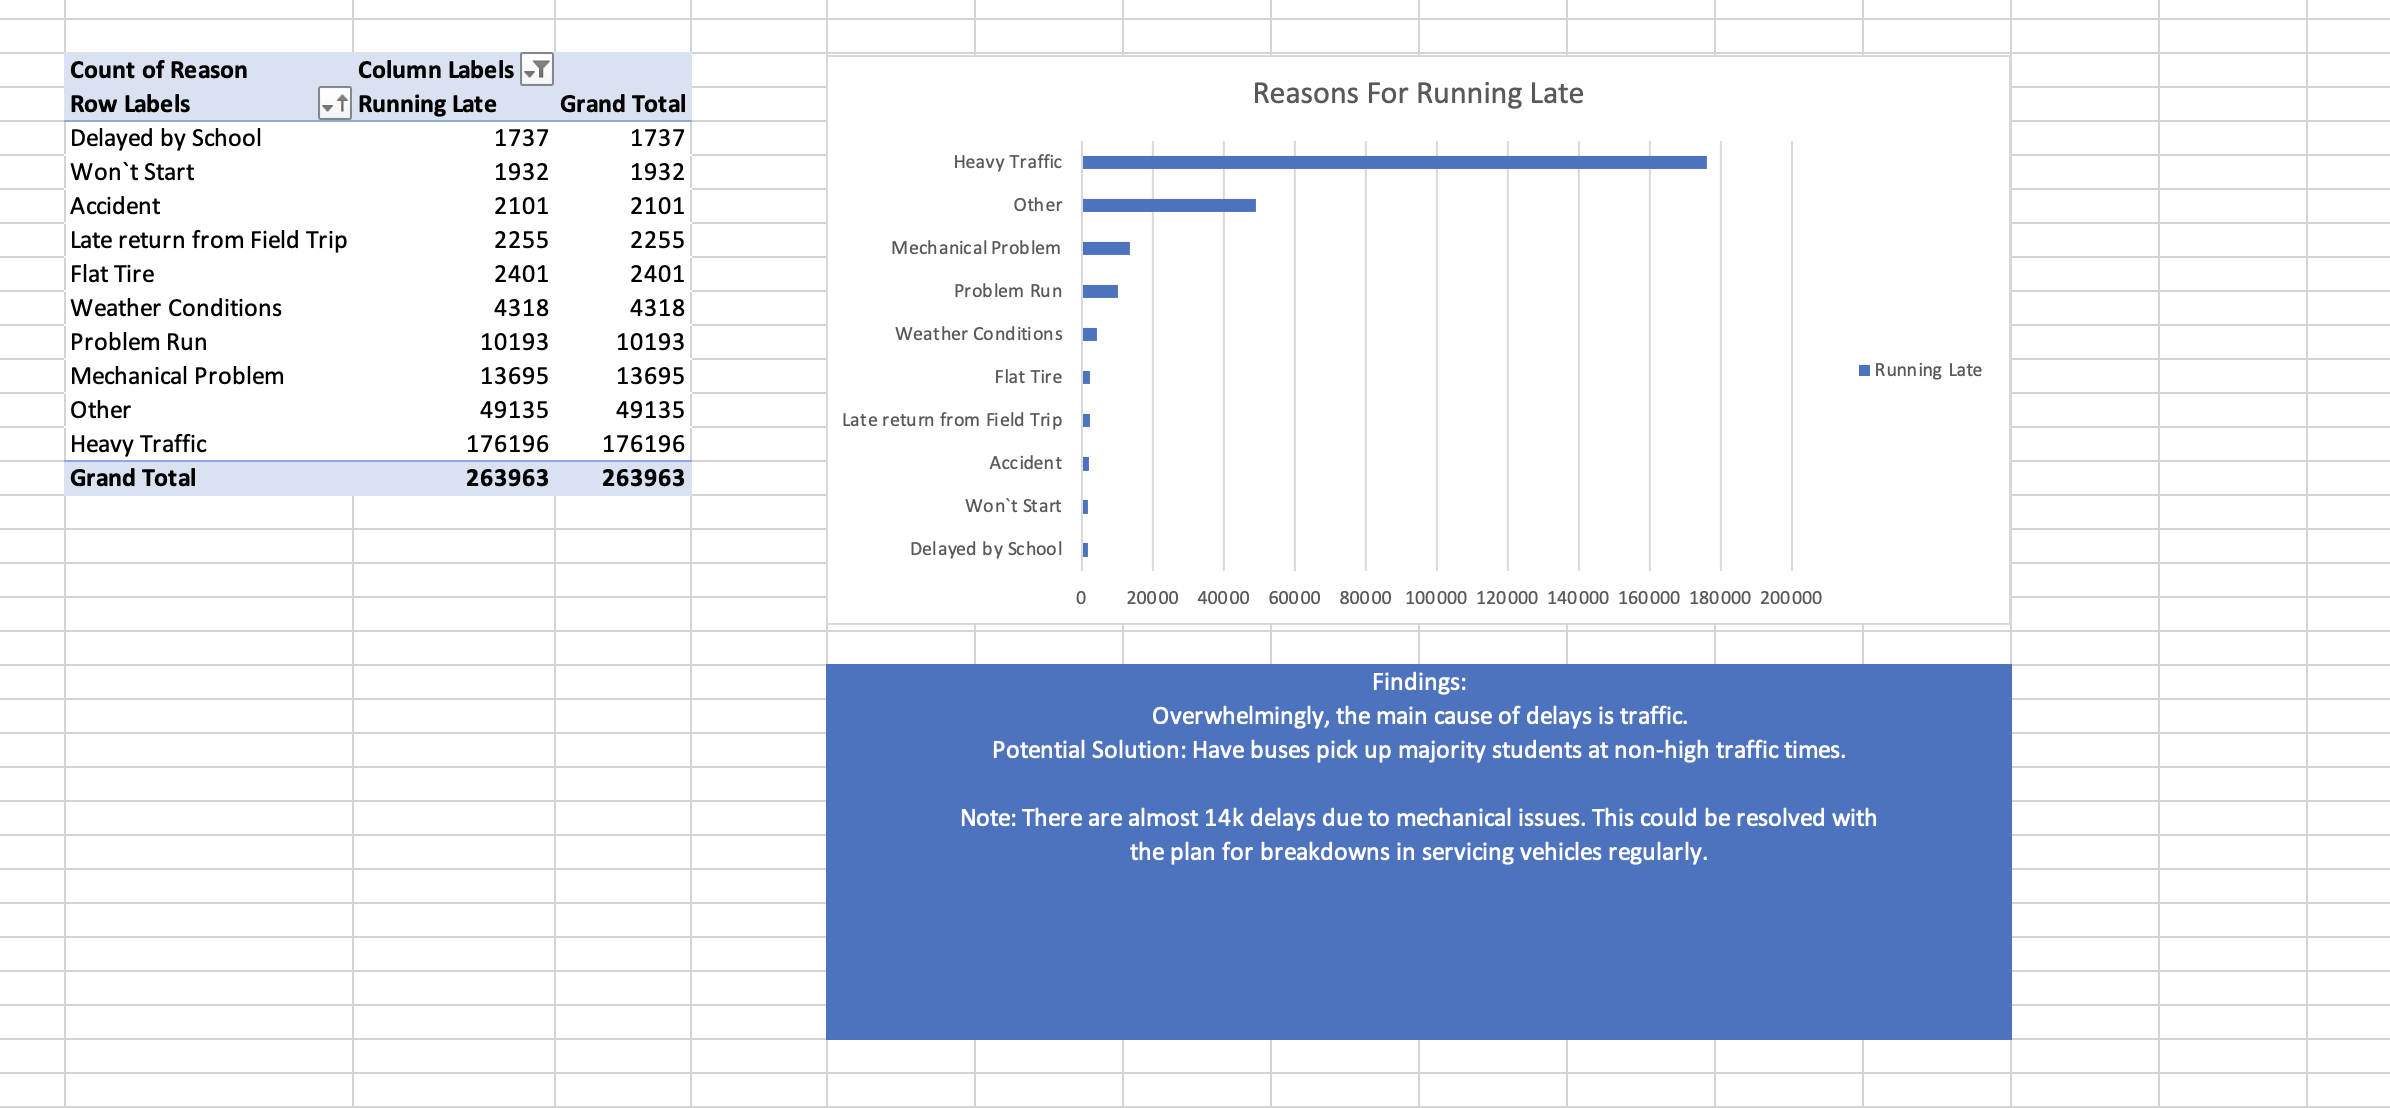 Count of Reason Column Labels
Row Labels Running Late Grand Total
Delayed by School 1737 1737
Won`t Start 1932 1932
Accident 2101 2101
Late return from Field Trip 2255 2255
Flat Tire 2401 2401
Weather Conditions 4318 4318
Problem Run 10193 10193
Mechanical Problem 13695 13695
Other 49135 49135
Heavy Traffic 176196 176196
Grand Total 263963 263963
Reasons For Running Late
Heavy Traffic
Other
Mechanical Problem
Problem Run
Weather Conditions
Flat Tire
Late return from Field Trip
Accident
Won`t Start
Delayed by School
0 20000 40000 60000 80000 100000 120000 140000 160000 180000 200000
Running Late
Findings:
Overwhelmingly, the main cause of delays is traffic.
Potential Solution: Have buses pick up majority students at non-high traffic times.
Note: There are almost 14k delays due to mechanical issues. This could be resolved with
the plan for breakdowns in servicing vehicles regularly.